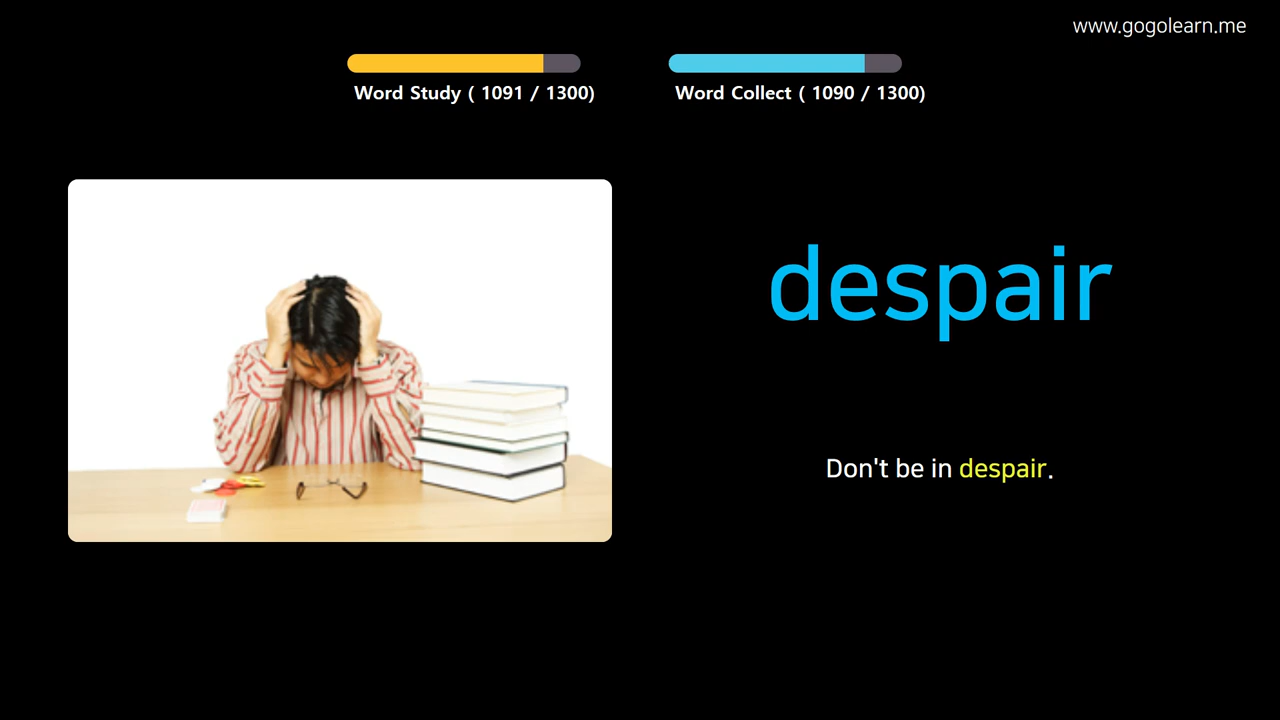 www.gogolearn.me
Word Study ( 1091 / 1300)
Word Collect ( 1090 / 1300)
despair
Don't be in despair.